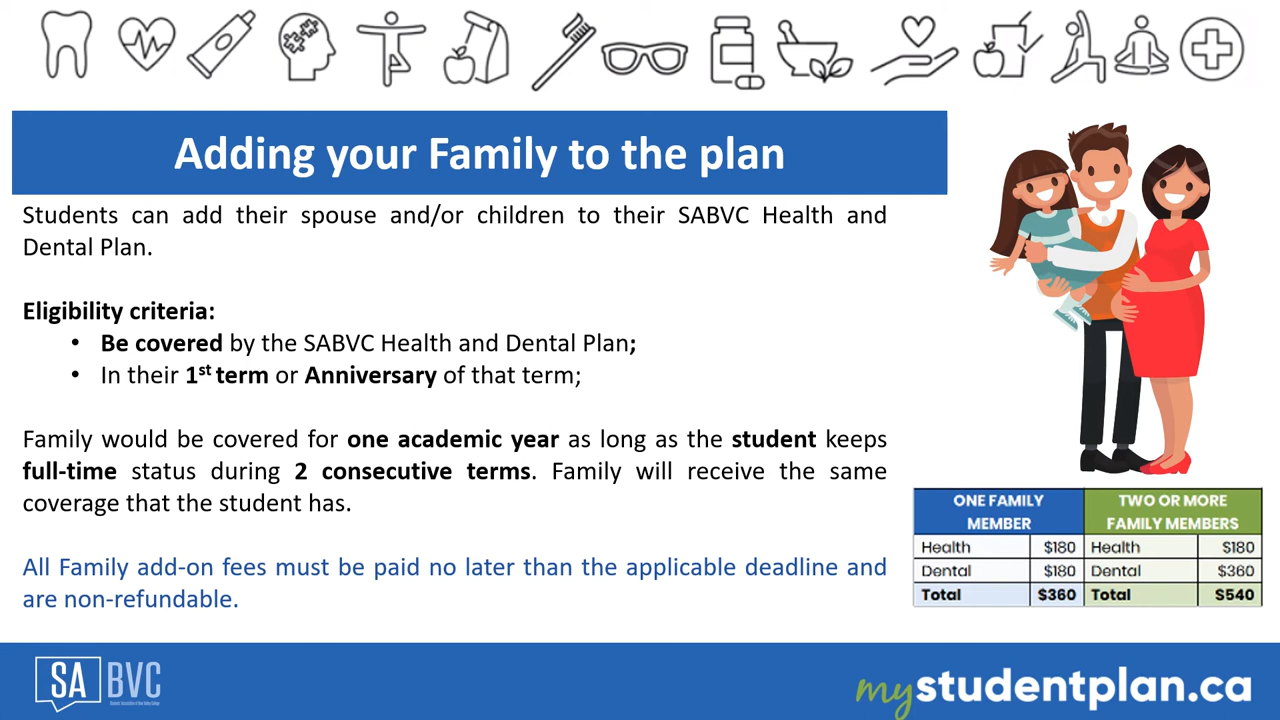 Adding your Family to the plan
Students can add their spouse and/or children to their SABVC Health and
Dental Plan.
Eligibility criteria:
• Be covered by the SABVC Health and Dental Plan;
• In their 1st term or Anniversary of that term;
Family would be covered for one academic year as long as the student keeps
full-time status during 2 consecutive terms. Family will receive the same
coverage that the student has.
All Family add-on fees must be paid no later than the applicable deadline and
are non-refundable.
ONE FAMILY MEMBER
TWO OR MORE FAMILY MEMBERS
Health $180 Health $180
Dental $180 Dental $360
Total $360 Total $540
SA BVC
mystudentplan.ca